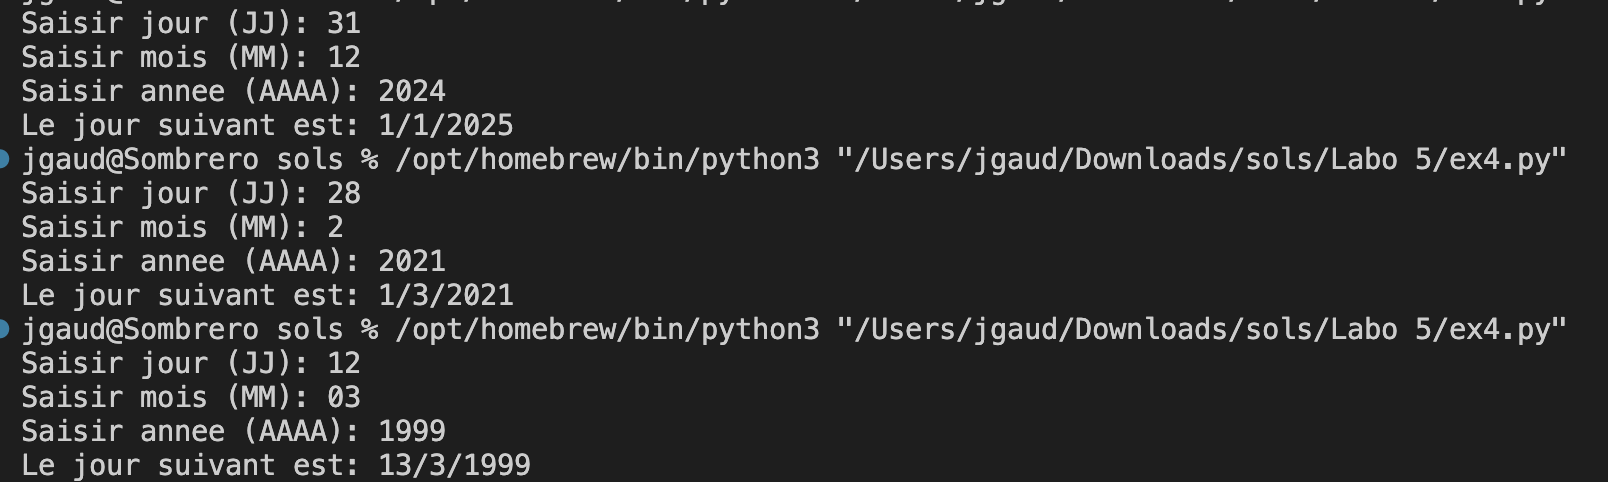 Saisir jour (JJ): 31
Saisir mois (MM): 12
Saisir annee (AAAA): 2024
Le jour suivant est: 1/1/2025
jgaud@Sombrero sols % /opt/homebrew/bin/python3 "/Users/jgaud/Downloads/sols/Labo 5/ex4.py"
Saisir jour (JJ): 28
Saisir mois (MM): 2
Saisir annee (AAAA): 2021
Le jour suivant est: 1/3/2021
jgaud@Sombrero sols % /opt/homebrew/bin/python3 "/Users/jgaud/Downloads/sols/Labo 5/ex4.py"
Saisir jour (JJ): 12
Saisir mois (MM): 03
Saisir annee (AAAA): 1999
Le jour suivant est: 13/3/1999